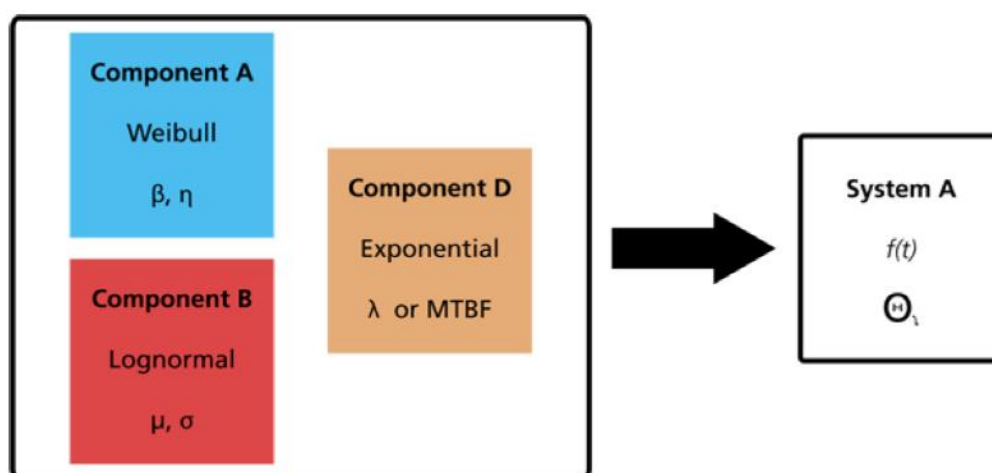 Component A
Weibull
β, η
Component B
Lognormal
μ, σ
Component D
Exponential
λ or MTBF
System A
f(t)